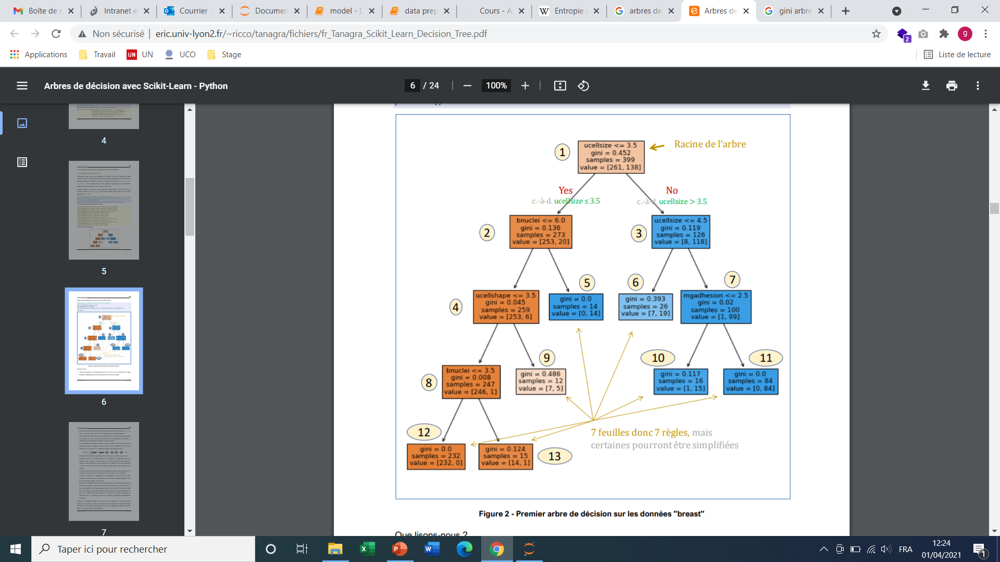 Boîte de r
Intranet e
Courrier -
Documen
model - D
data prep
Cours - A
Entropie
arbres de
Arbres de
gini arbre
Non sécurisé | eric.univ-lyon2.fr/~ricco/tanagra/fichiers/fr_Tanagra_Scikit_Learn_Decision_Tree.pdf
2
g
Applications
Travail
UN UN
UCO
Stage
Liste de lecture
Arbres de décision avec Scikit-Learn - Python
6 / 24
100%
4
5
6
7
1
ucellsize <= 3.5
gini = 0.452
samples = 399
value = [261, 138]
Racine de l'arbre
Yes
c.-à-d. ucellsize ≤ 3.5
No
c.-à-d. ucellsize > 3.5
2
bnuclei <= 6.0
gini = 0.136
samples = 273
value = [253, 20]
3
ucellsize <= 4.5
gini = 0.119
samples = 126
value = [8, 118]
4
ucellshape <= 3.5
gini = 0.045
samples = 259
value = [253, 6]
5
gini = 0.0
samples = 14
value = [0, 14]
6
gini = 0.393
samples = 26
value = [7, 19]
7
mgadhesion <= 2.5
gini = 0.02
samples = 100
value = [1, 99]
8
bnuclei <= 3.5
gini = 0.008
samples = 247
value = [246, 1]
9
gini = 0.486
samples = 12
value = [7, 5]
10
gini = 0.117
samples = 16
value = [1, 15]
11
gini = 0.0
samples = 84
value = [0, 84]
12
gini = 0.0
samples = 232
value = [232, 0]
gini = 0.124
samples = 15
value = [14, 1]
13
7 feuilles donc 7 règles, mais
certaines pourront être simplifiées
Figure 2 - Premier arbre de décision sur les données "breast"
Que lisons-nous ?
Taper ici pour rechercher
FRA
12:24
01/04/2021
1